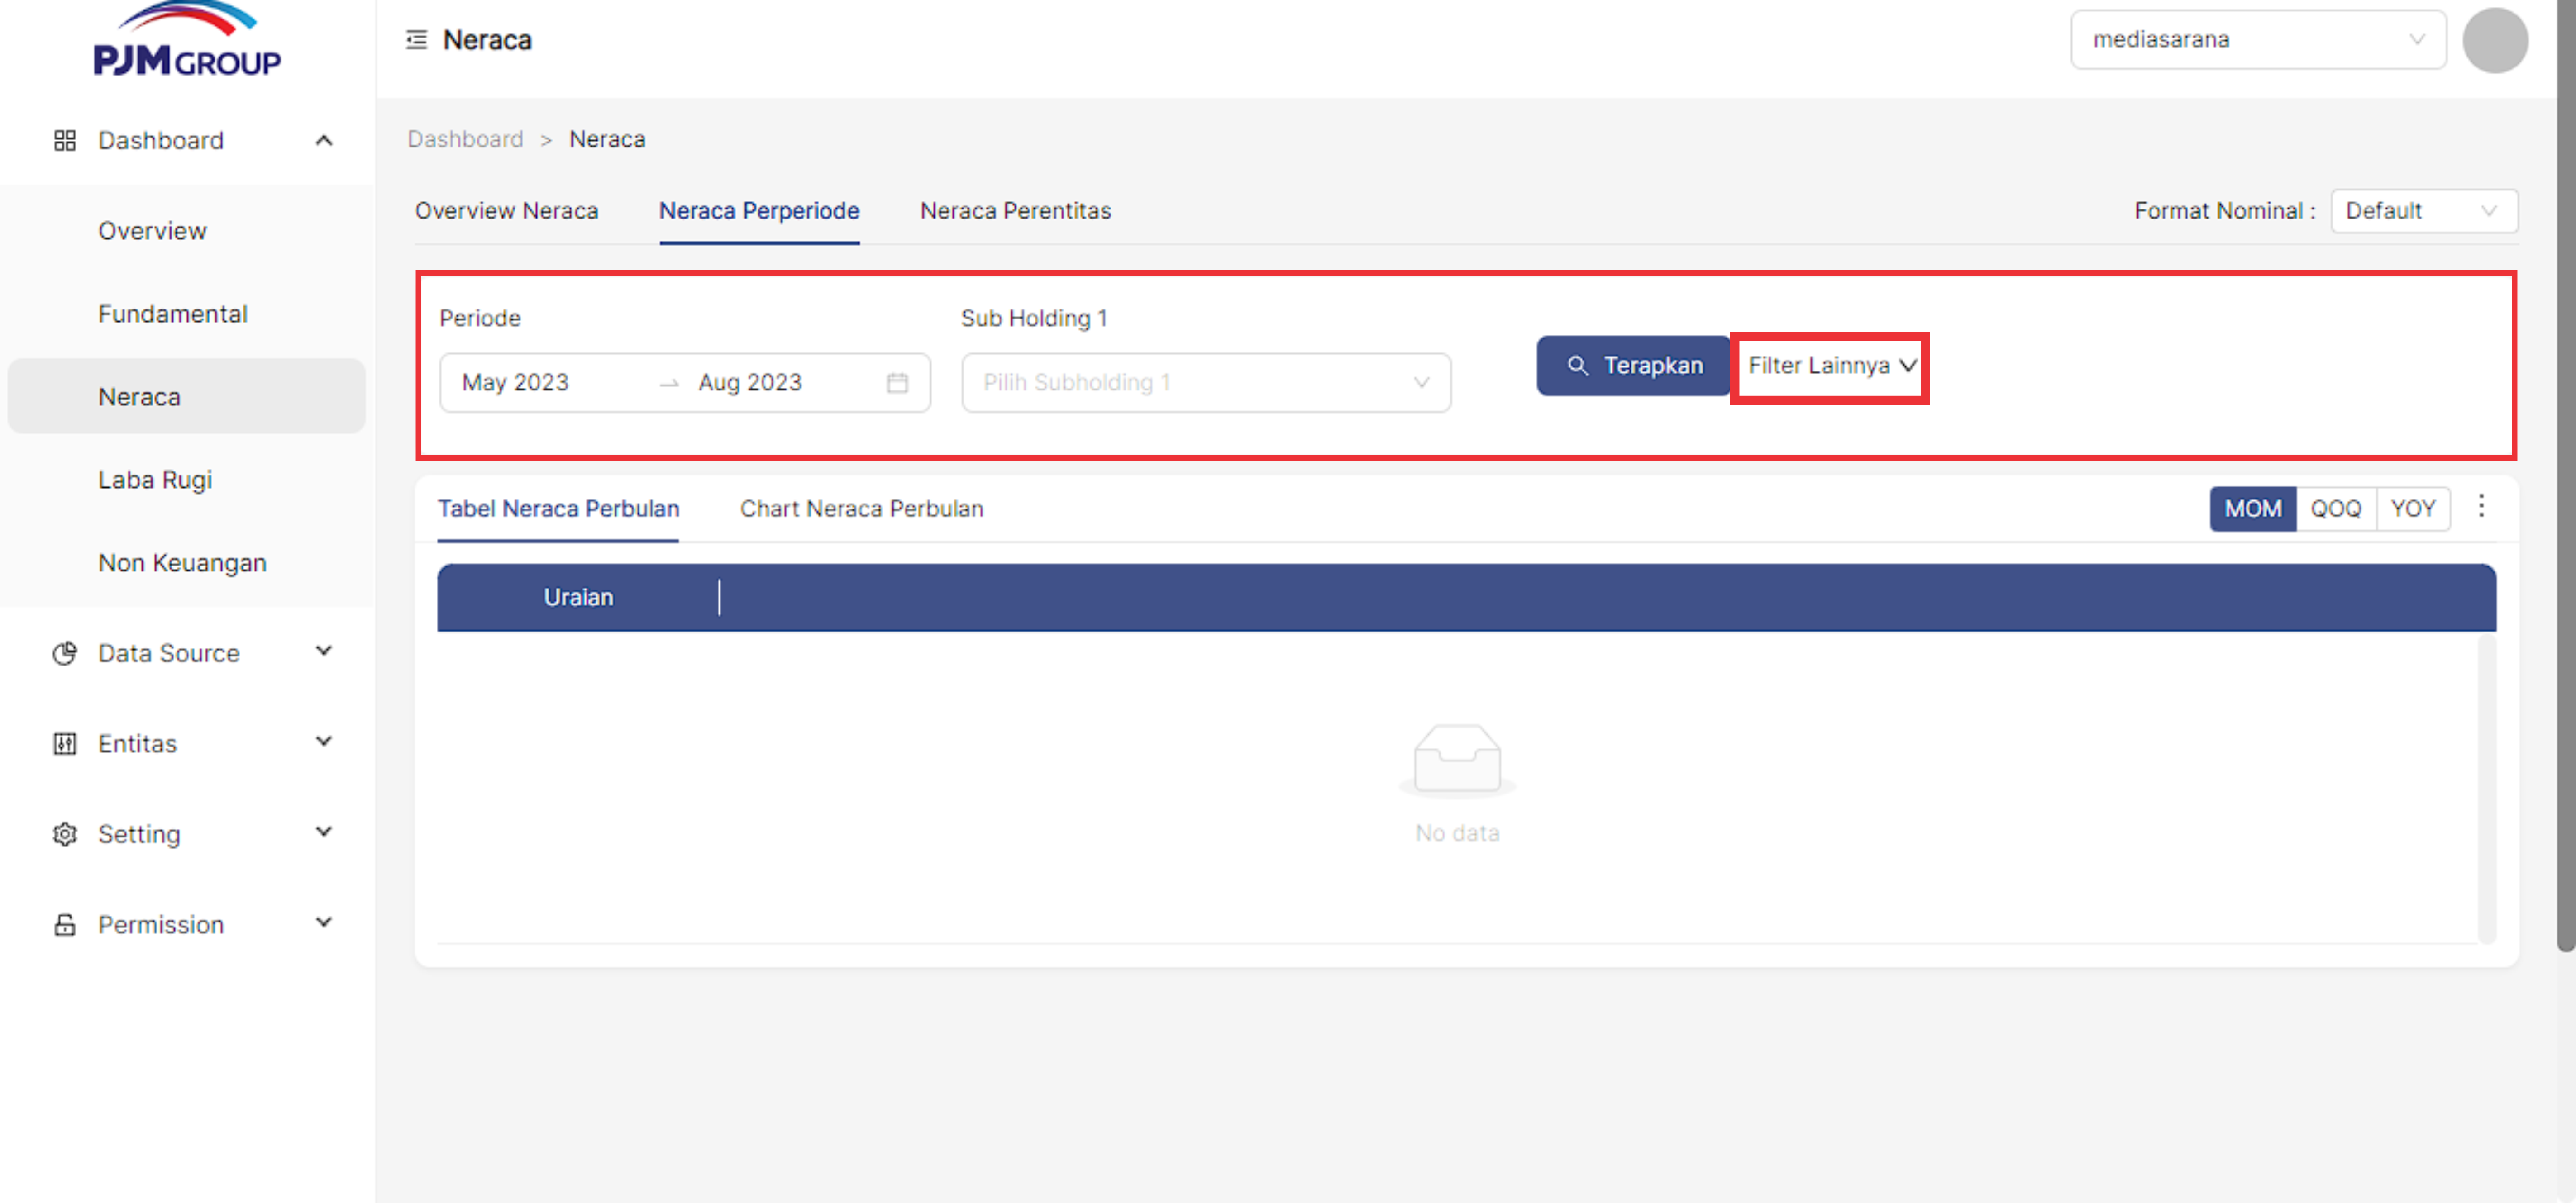 PJM GROUP
Neraca
mediasarana
Dashboard
Overview
Fundamental
Neraca
Laba Rugi
Non Keuangan
Data Source
Entitas
Setting
Permission
Dashboard > Neraca
Overview Neraca
Neraca Perperiode
Neraca Perentitas
Format Nominal :
Default
Periode
Sub Holding 1
May 2023 → Aug 2023
Pilih Subholding 1
Terapkan
Filter Lainnya
Tabel Neraca Perbulan
Chart Neraca Perbulan
MOM QOQ YOY
Uraian
No data